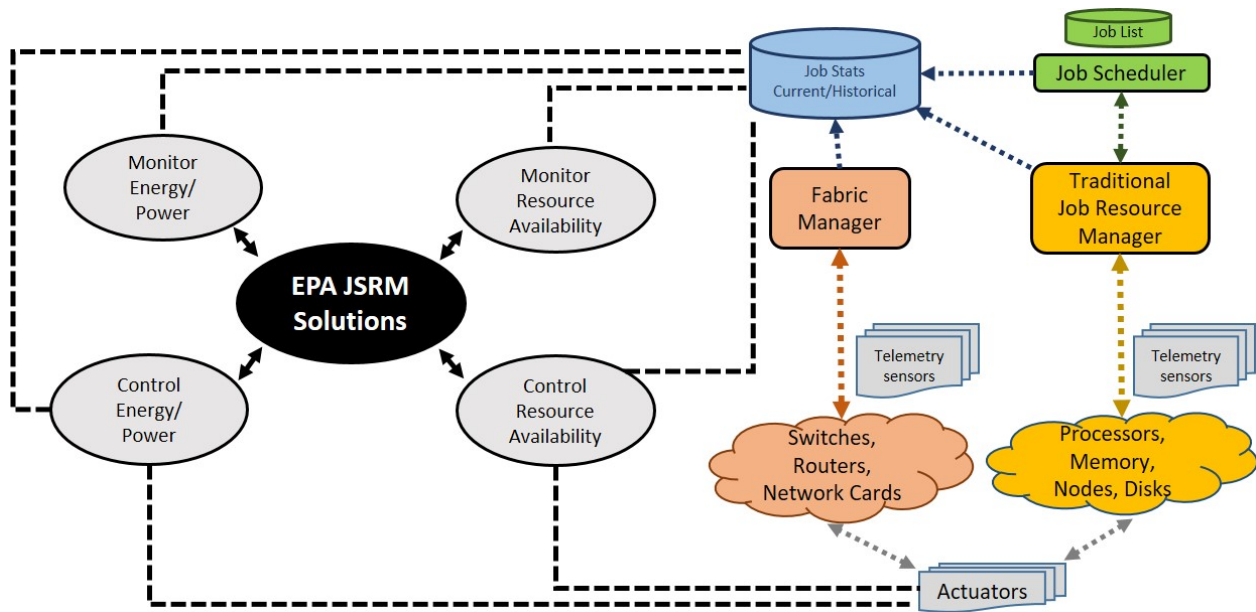 Job List
Job Stats
Current/Historical
Job Scheduler
Monitor
Energy/
Power
Monitor
Resource
Availability
Fabric
Manager
Traditional
Job Resource
Manager
EPA JSRM
Solutions
Telemetry
sensors
Telemetry
sensors
Control
Energy/
Power
Control
Resource
Availability
Switches,
Routers,
Network Cards
Processors,
Memory,
Nodes, Disks
Actuators